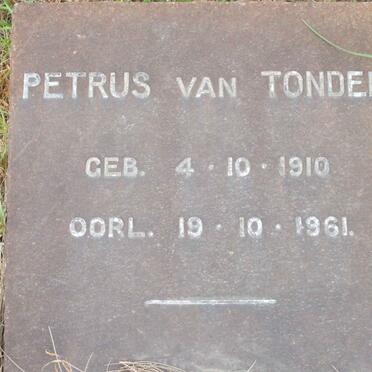 PETRUS VAN TONDE
GEB. 4·10·1910
OORL. 19·10·1961.